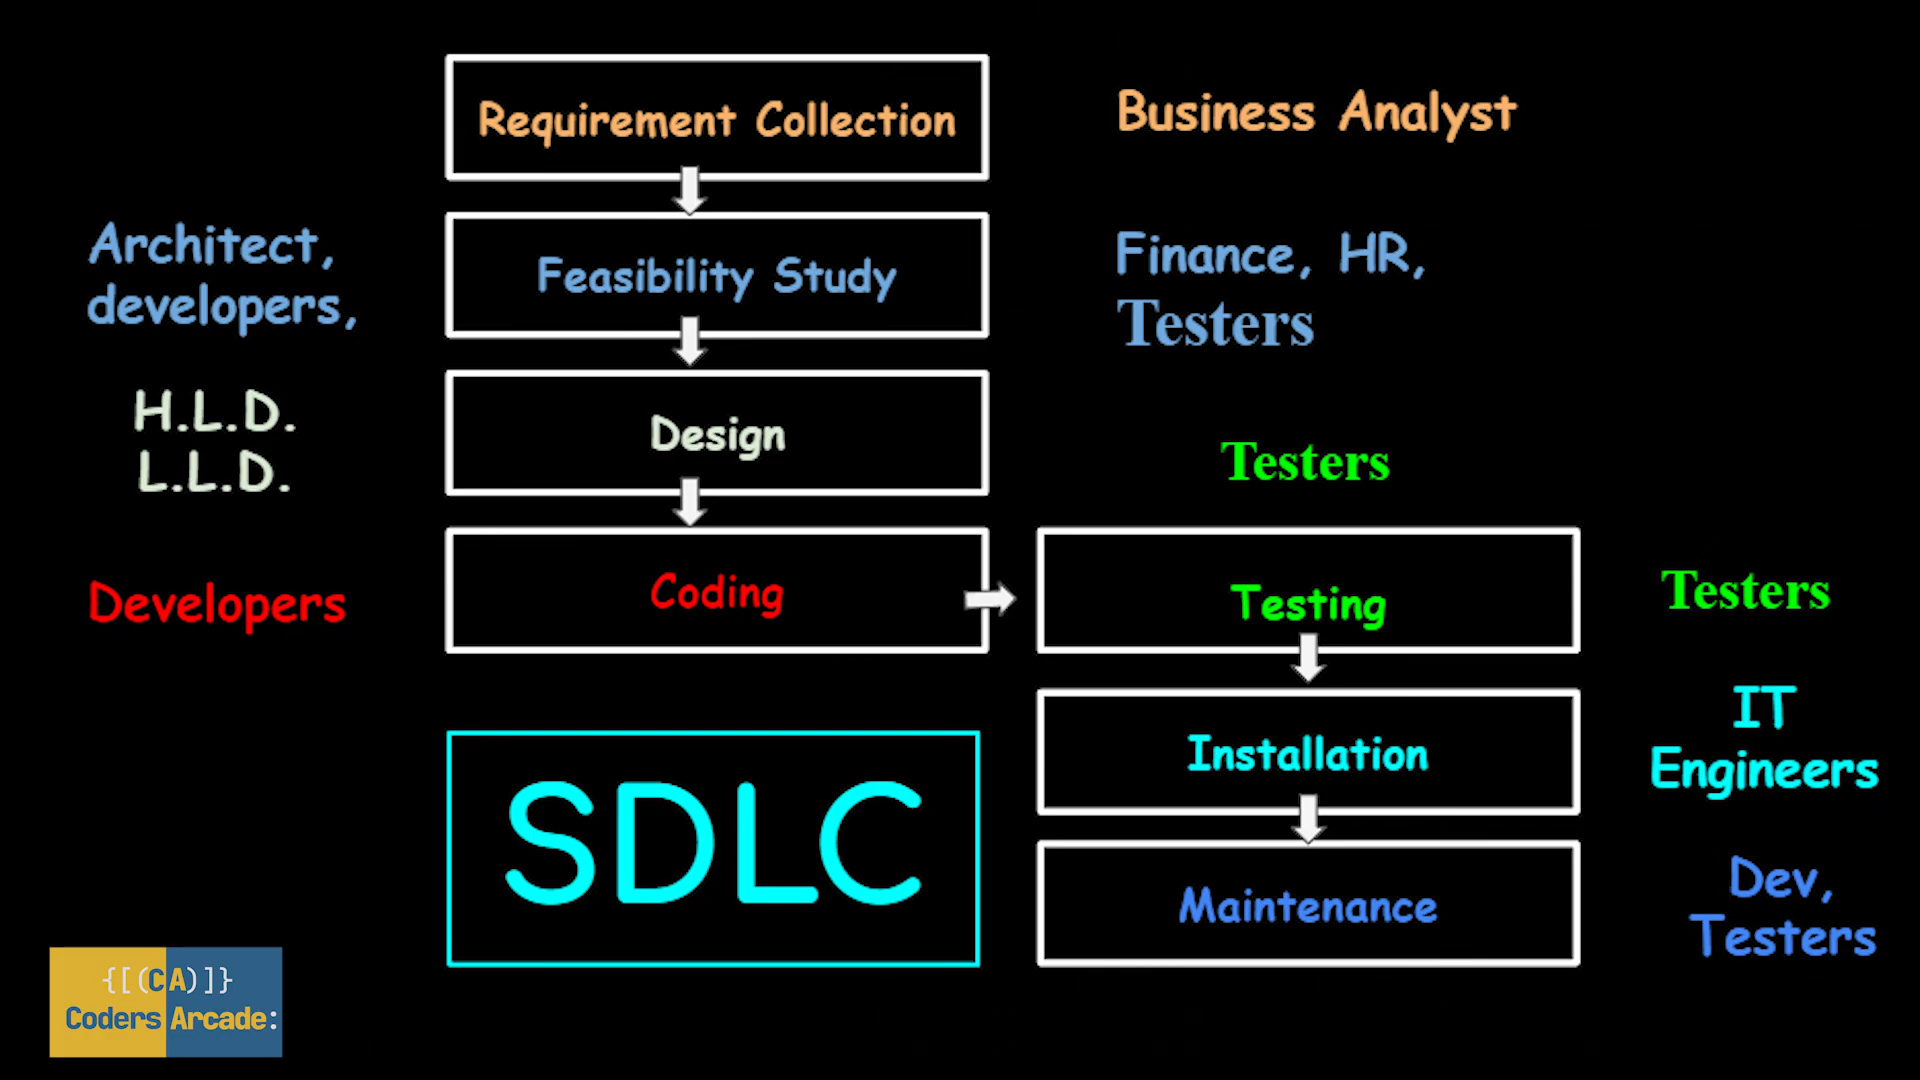 Requirement Collection
Business Analyst
Architect,
developers,
Feasibility Study
Finance, HR,
Testers
H.L.D.
L.L.D.
Design
Testers
Developers
Coding
Testing
Testers
SDLC
Installation
IT
Engineers
Maintenance
Dev,
Testers
{[(CA)]}
Coders Arcade: